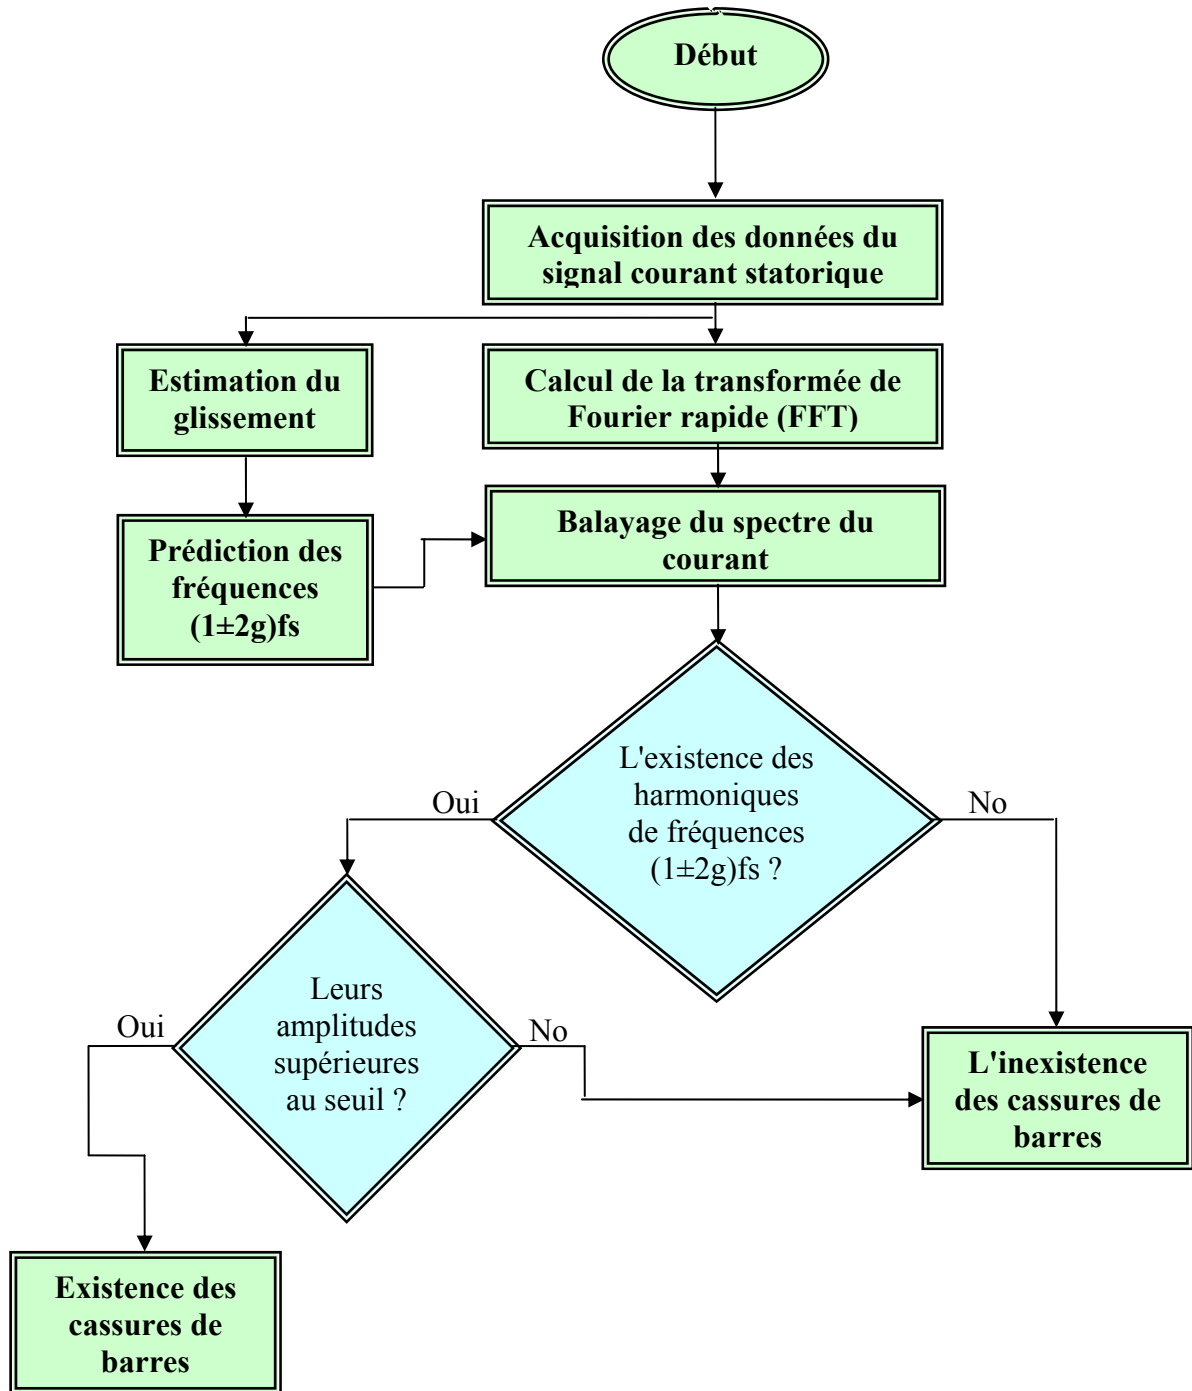 Début
Acquisition des données du
signal courant statorique
Estimation du
glissement
Calcul de la transformée de
Fourier rapide (FFT)
Prédiction des
fréquences
(1±2g)fs
Balayage du spectre du
courant
L'existence des
harmoniques
de fréquences
(1±2g)fs ?
Oui
No
Leurs
amplitudes
supérieures
au seuil ?
Oui
No
L'inexistence
des cassures de
barres
Existence des
cassures de
barres